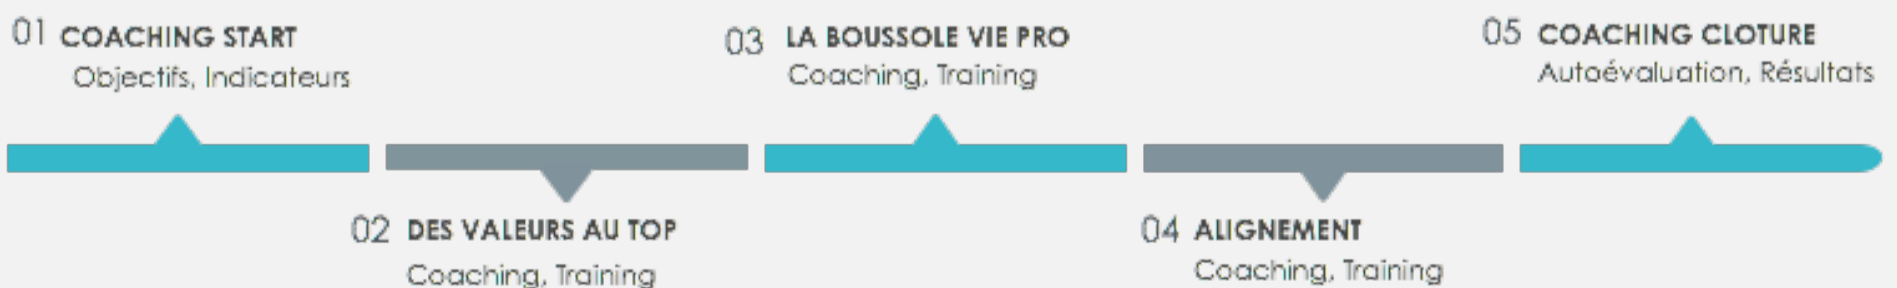 01 COACHING START
Objectifs, Indicateurs
02 DES VALEURS AU TOP
Coaching, Training
03 LA BOUSSOLE VIE PRO
Coaching, Training
04 ALIGNEMENT
Coaching, Training
05 COACHING CLOTURE
Autoévaluation, Résultats